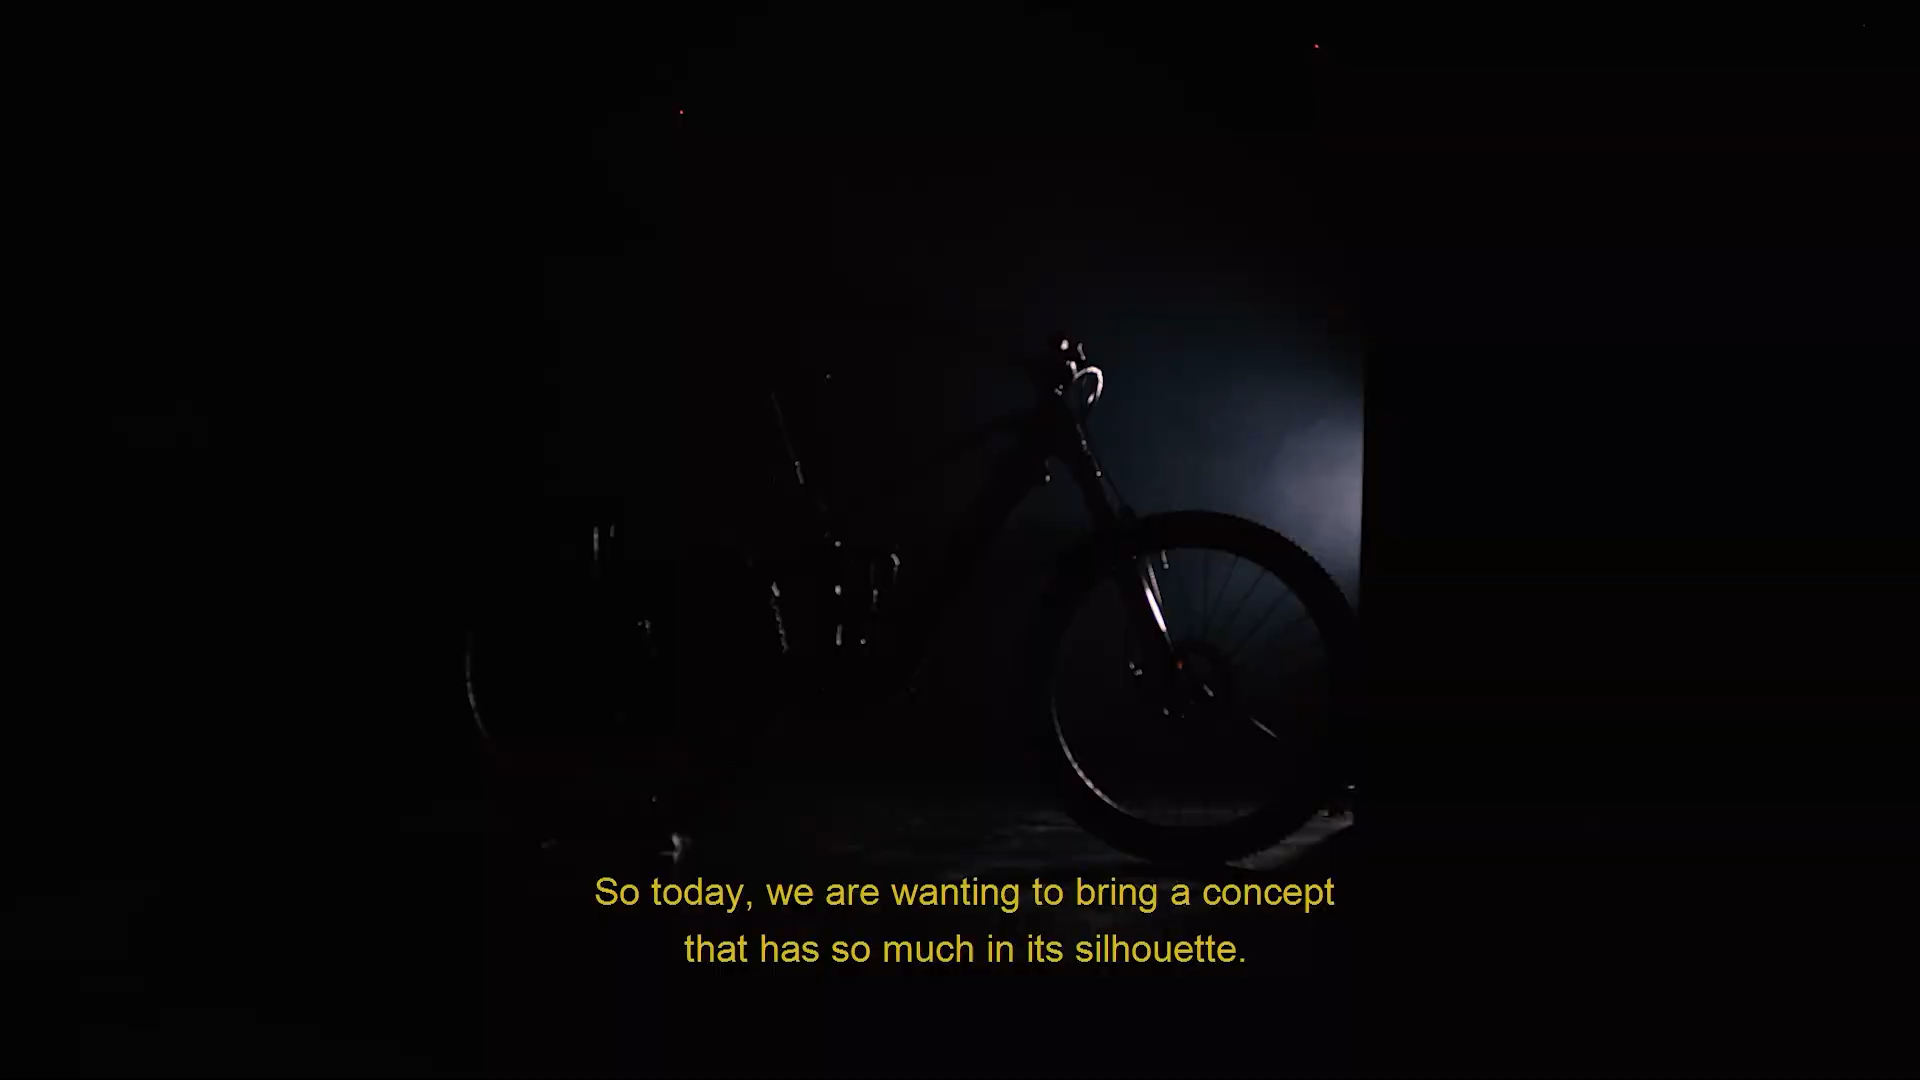 So today, we are wanting to bring a concept
that has so much in its silhouette.